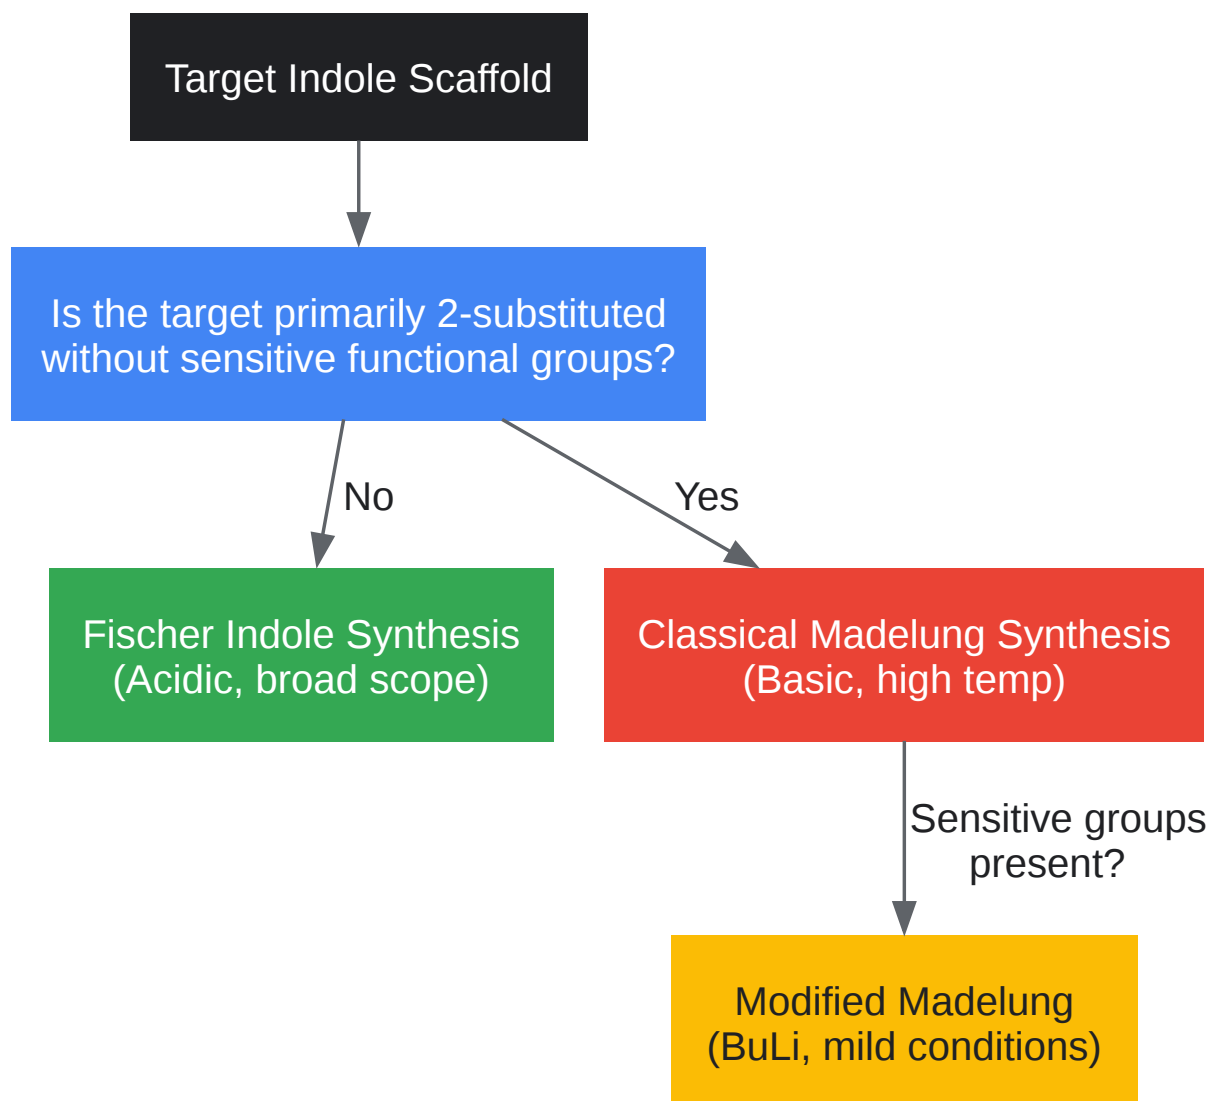 Target Indole Scaffold
Is the target primarily 2-substituted
without sensitive functional groups?
No
Yes
Fischer Indole Synthesis
(Acidic, broad scope)
Classical Madelung Synthesis
(Basic, high temp)
Sensitive groups
present?
Modified Madelung
(BuLi, mild conditions)